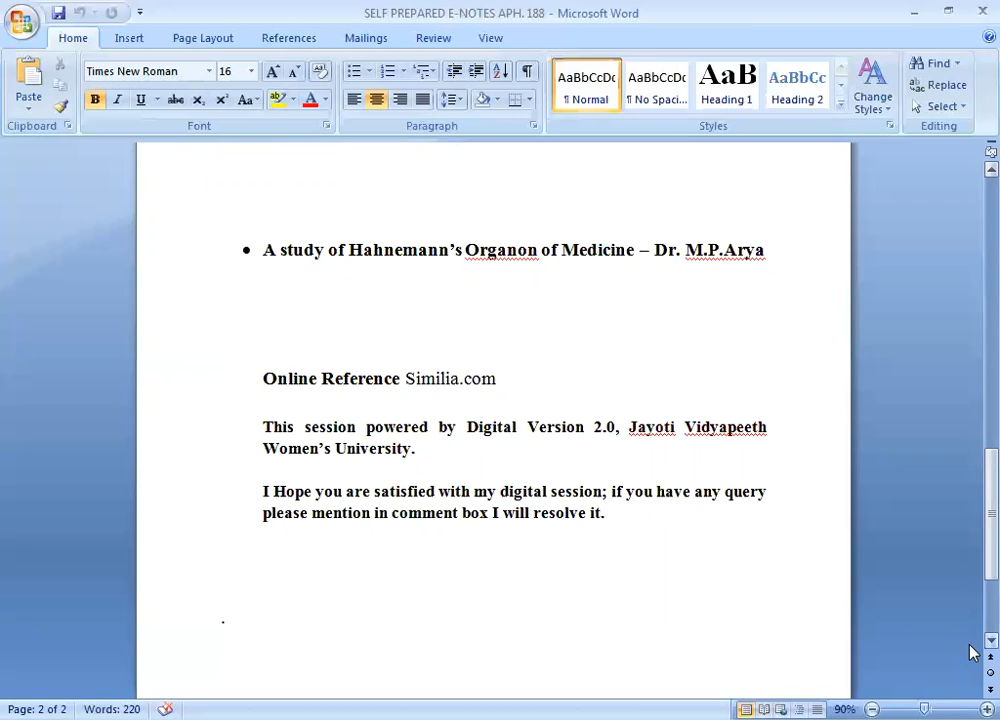 SELF PREPARED E-NOTES APH. 188 - Microsoft Word
Home Insert Page Layout References Mailings Review View
Paste
Times New Roman 16
AaBbCcDc AaBbCcDc AaB AaBbCc
¶ Normal ¶ No Spaci... Heading 1 Heading 2
Change Styles
Find
Replace
Select
Clipboard Font Paragraph Styles Editing
• A study of Hahnemann’s Organon of Medicine – Dr. M.P.Arya
Online Reference Similia.com
This session powered by Digital Version 2.0, Jayoti Vidyapeeth
Women’s University.
I Hope you are satisfied with my digital session; if you have any query
please mention in comment box I will resolve it.
.
Page: 2 of 2 Words: 220 90%